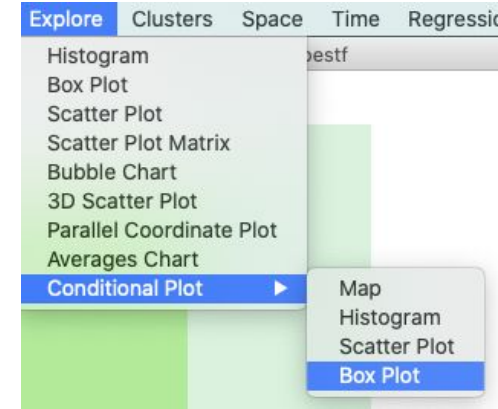 Explore Clusters Space Time
Histogram
Box Plot
Scatter Plot
Scatter Plot Matrix
Bubble Chart
3D Scatter Plot
Parallel Coordinate Plot
Averages Chart
Conditional Plot
Map
Histogram
Scatter Plot
Box Plot